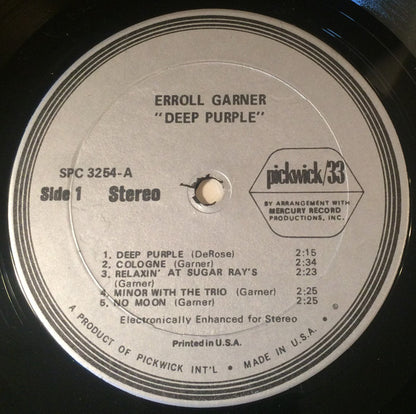 ERROLL GARNER
"DEEP PURPLE"
SPC 3254-A
Side 1 Stereo
pickwick/33
BY ARRANGEMENT WITH
MERCURY RECORD
PRODUCTIONS, INC.
1. DEEP PURPLE (DeRose) 2:15
2. COLOGNE (Garner) 2:34
3. RELAXIN' AT SUGAR RAY'S (Garner) 2:23
4. MINOR WITH THE TRIO (Garner) 2:25
5. NO MOON (Garner) 2:25
Electronically Enhanced for Stereo
Printed in U.S.A.
A PRODUCT OF PICKWICK INT'L • MADE IN U.S.A. •